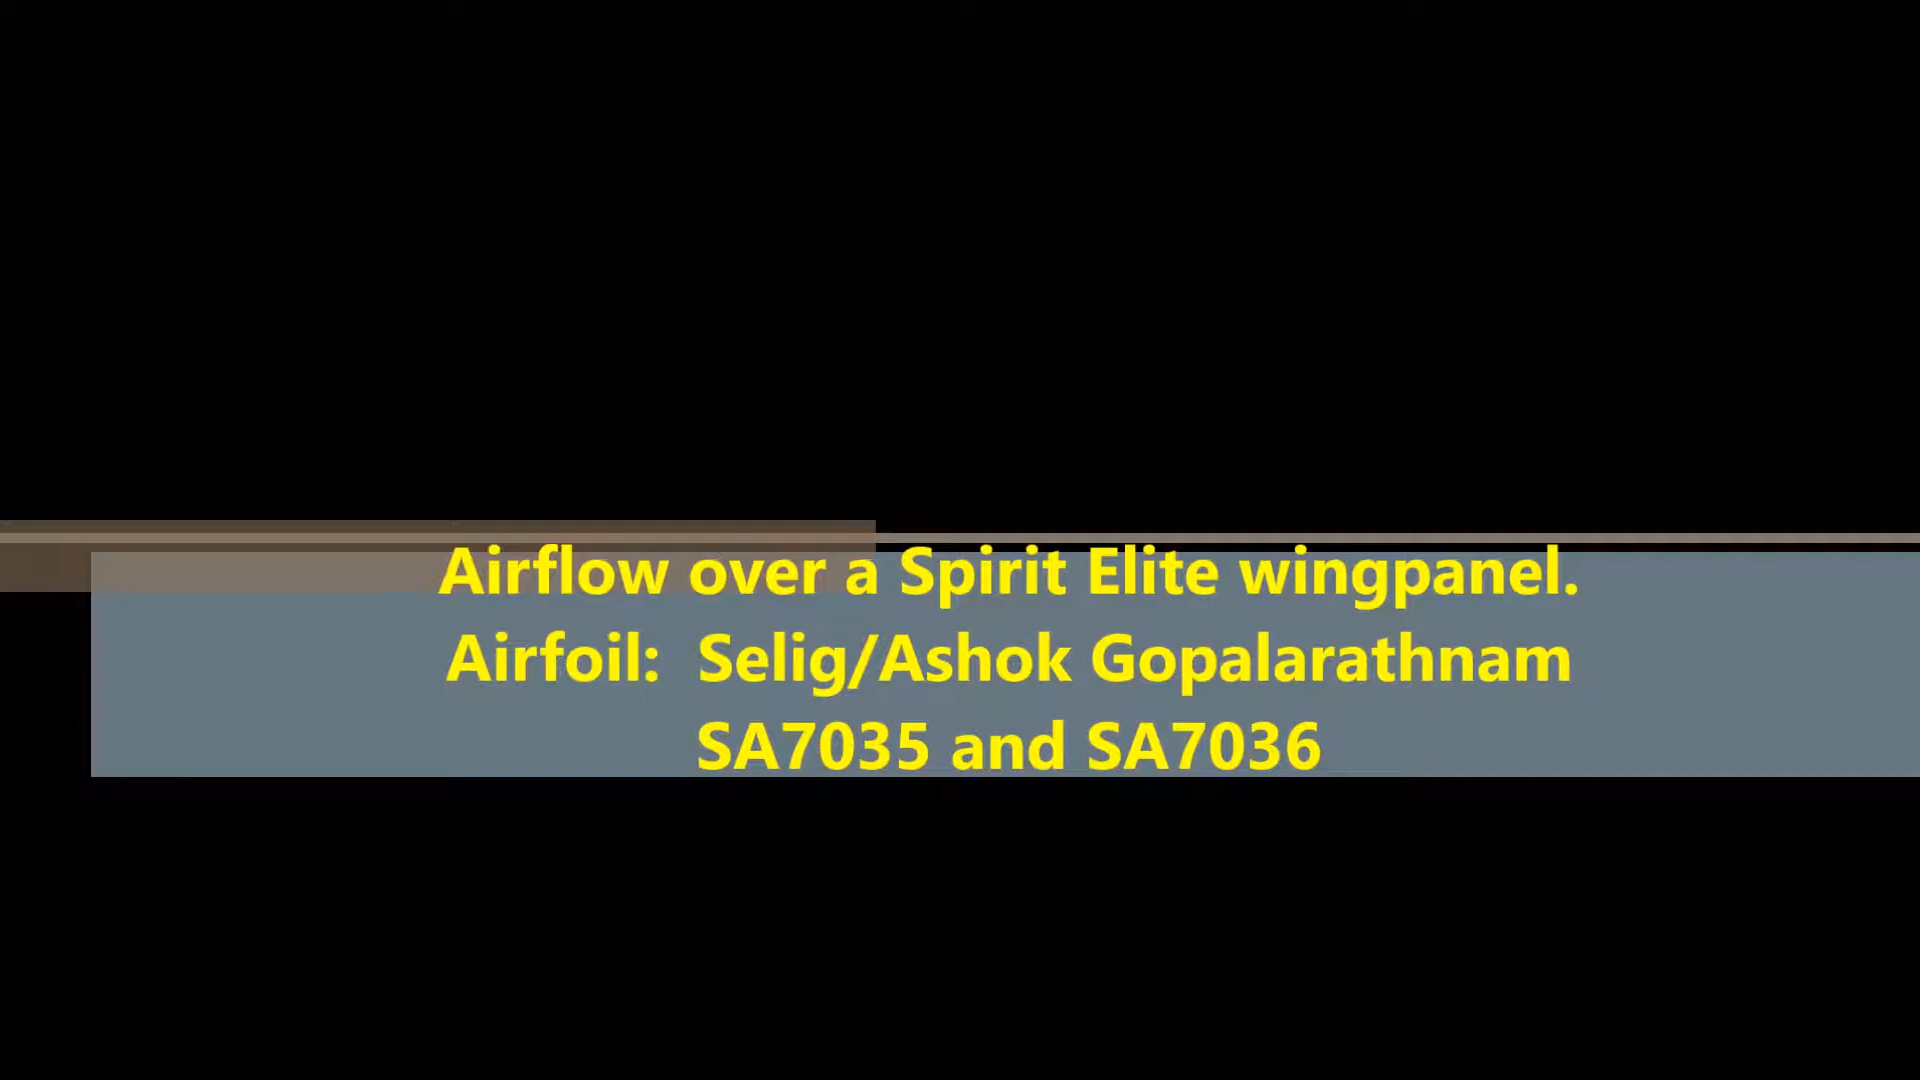 Airflow over a Spirit Elite wingpanel.
Airfoil:  Selig/Ashok Gopalarathnam
SA7035 and SA7036